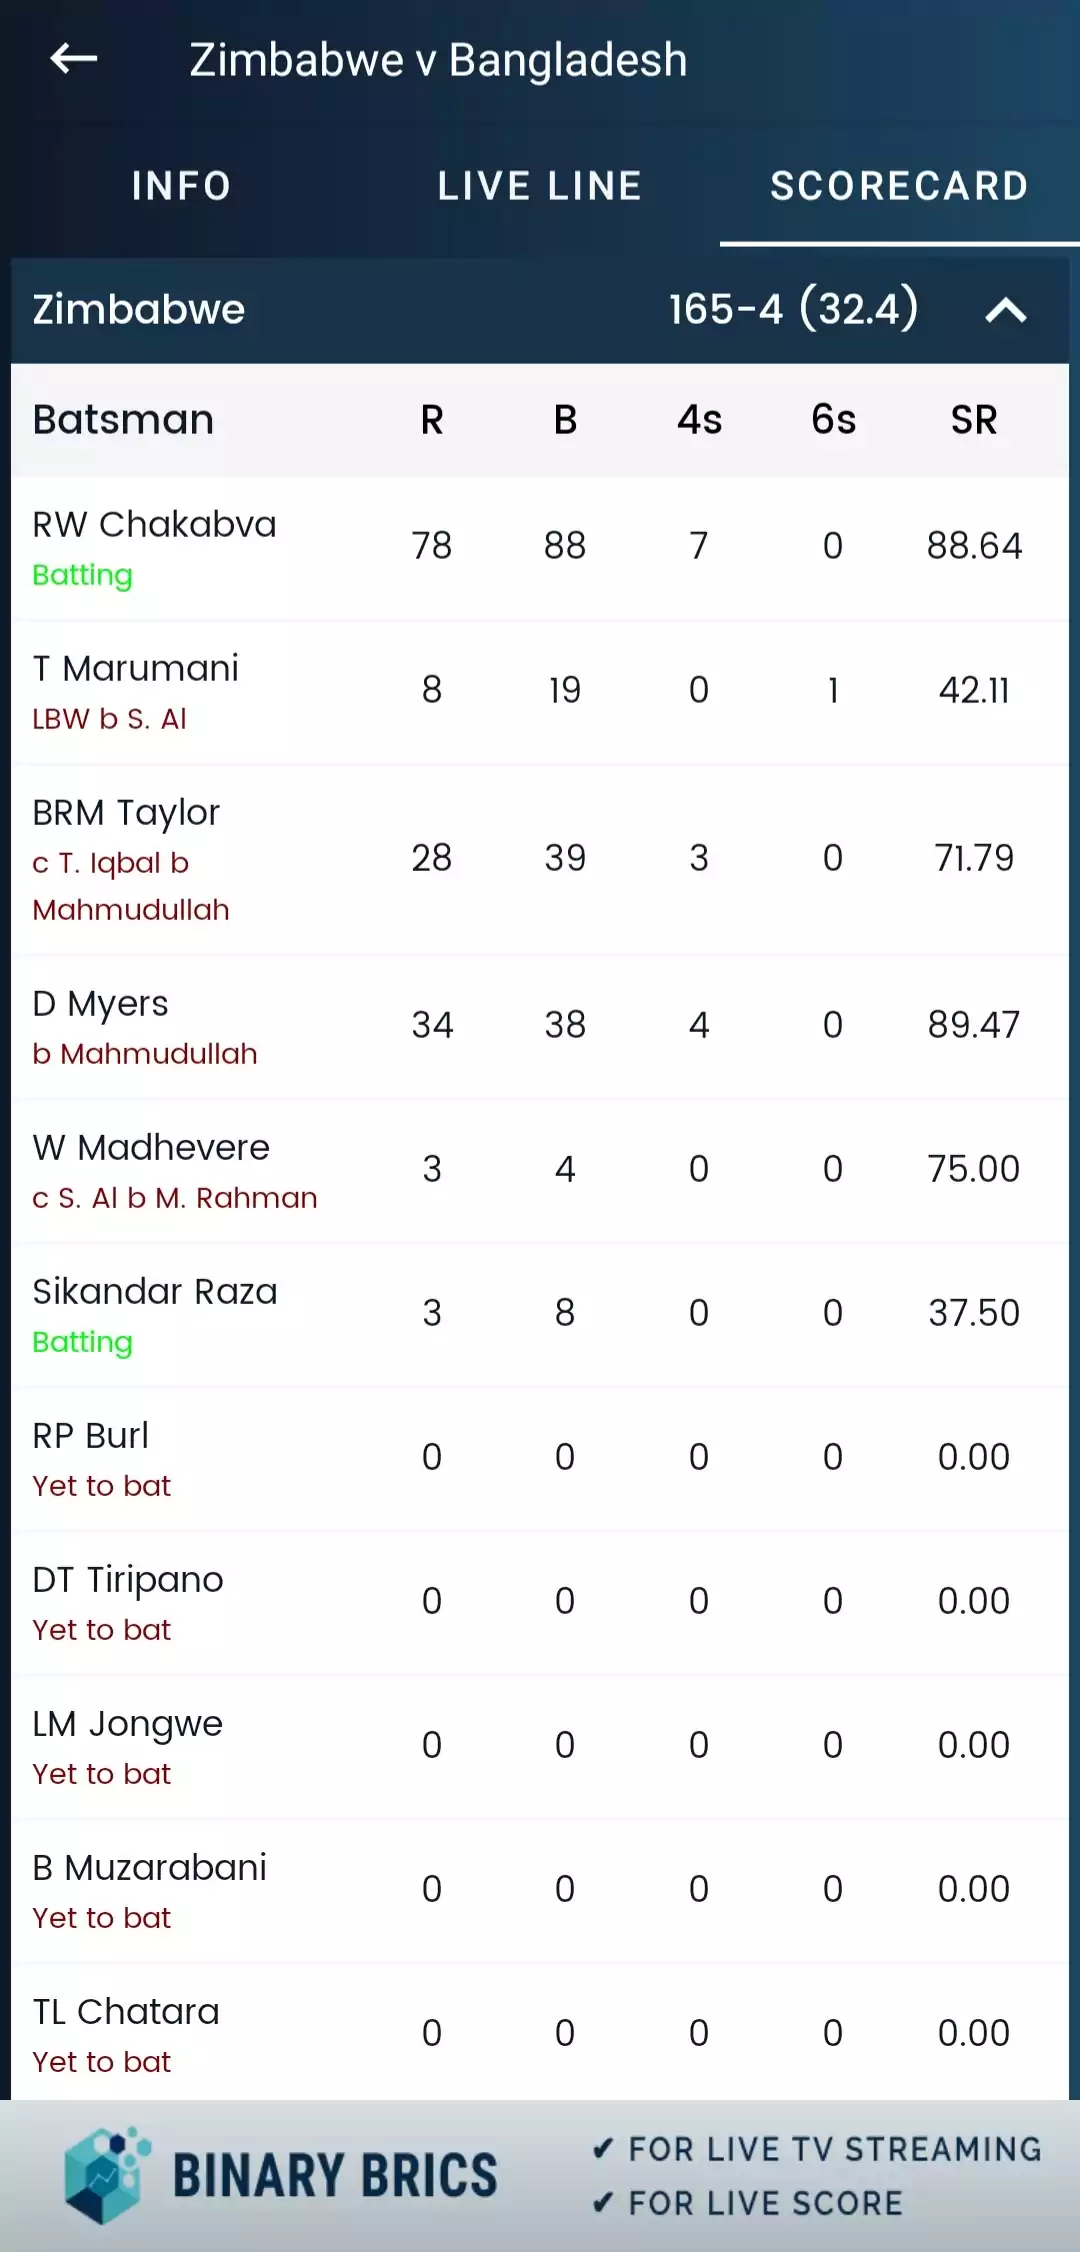 Zimbabwe v Bangladesh
INFO LIVE LINE SCORECARD
Zimbabwe 165-4 (32.4)
Batsman R B 4s 6s SR
RW Chakabva 78 88 7 0 88.64
Batting
T Marumani 8 19 0 1 42.11
LBW b S. Al
BRM Taylor 28 39 3 0 71.79
c T. Iqbal b
Mahmudullah
D Myers 34 38 4 0 89.47
b Mahmudullah
W Madhevere 3 4 0 0 75.00
c S. Al b M. Rahman
Sikandar Raza 3 8 0 0 37.50
Batting
RP Burl 0 0 0 0 0.00
Yet to bat
DT Tiripano 0 0 0 0 0.00
Yet to bat
LM Jongwe 0 0 0 0 0.00
Yet to bat
B Muzarabani 0 0 0 0 0.00
Yet to bat
TL Chatara 0 0 0 0 0.00
Yet to bat
BINARY BRICS
✔ FOR LIVE TV STREAMING
✔ FOR LIVE SCORE